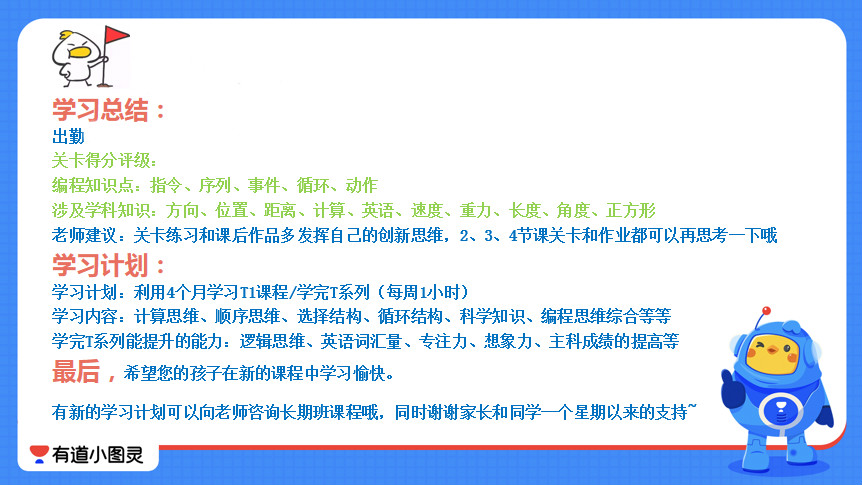 学习总结：
出勤
关卡得分评级：
编程知识点：指令、序列、事件、循环、动作
涉及学科知识：方向、位置、距离、计算、英语、速度、重力、长度、角度、正方形
老师建议：关卡练习和课后作品多发挥自己的创新思维，2、3、4节课关卡和作业都可以再思考一下哦
学习计划：
学习计划：利用4个月学习T1课程/学完T系列（每周1小时）
学习内容：计算思维、顺序思维、选择结构、循环结构、科学知识、编程思维综合等等
学完T系列能提升的能力：逻辑思维、英语词汇量、专注力、想象力、主科成绩的提高等
最后，希望您的孩子在新的课程中学习愉快。
有新的学习计划可以向老师咨询长期班课程哦，同时谢谢家长和同学一个星期以来的支持~
有道小图灵